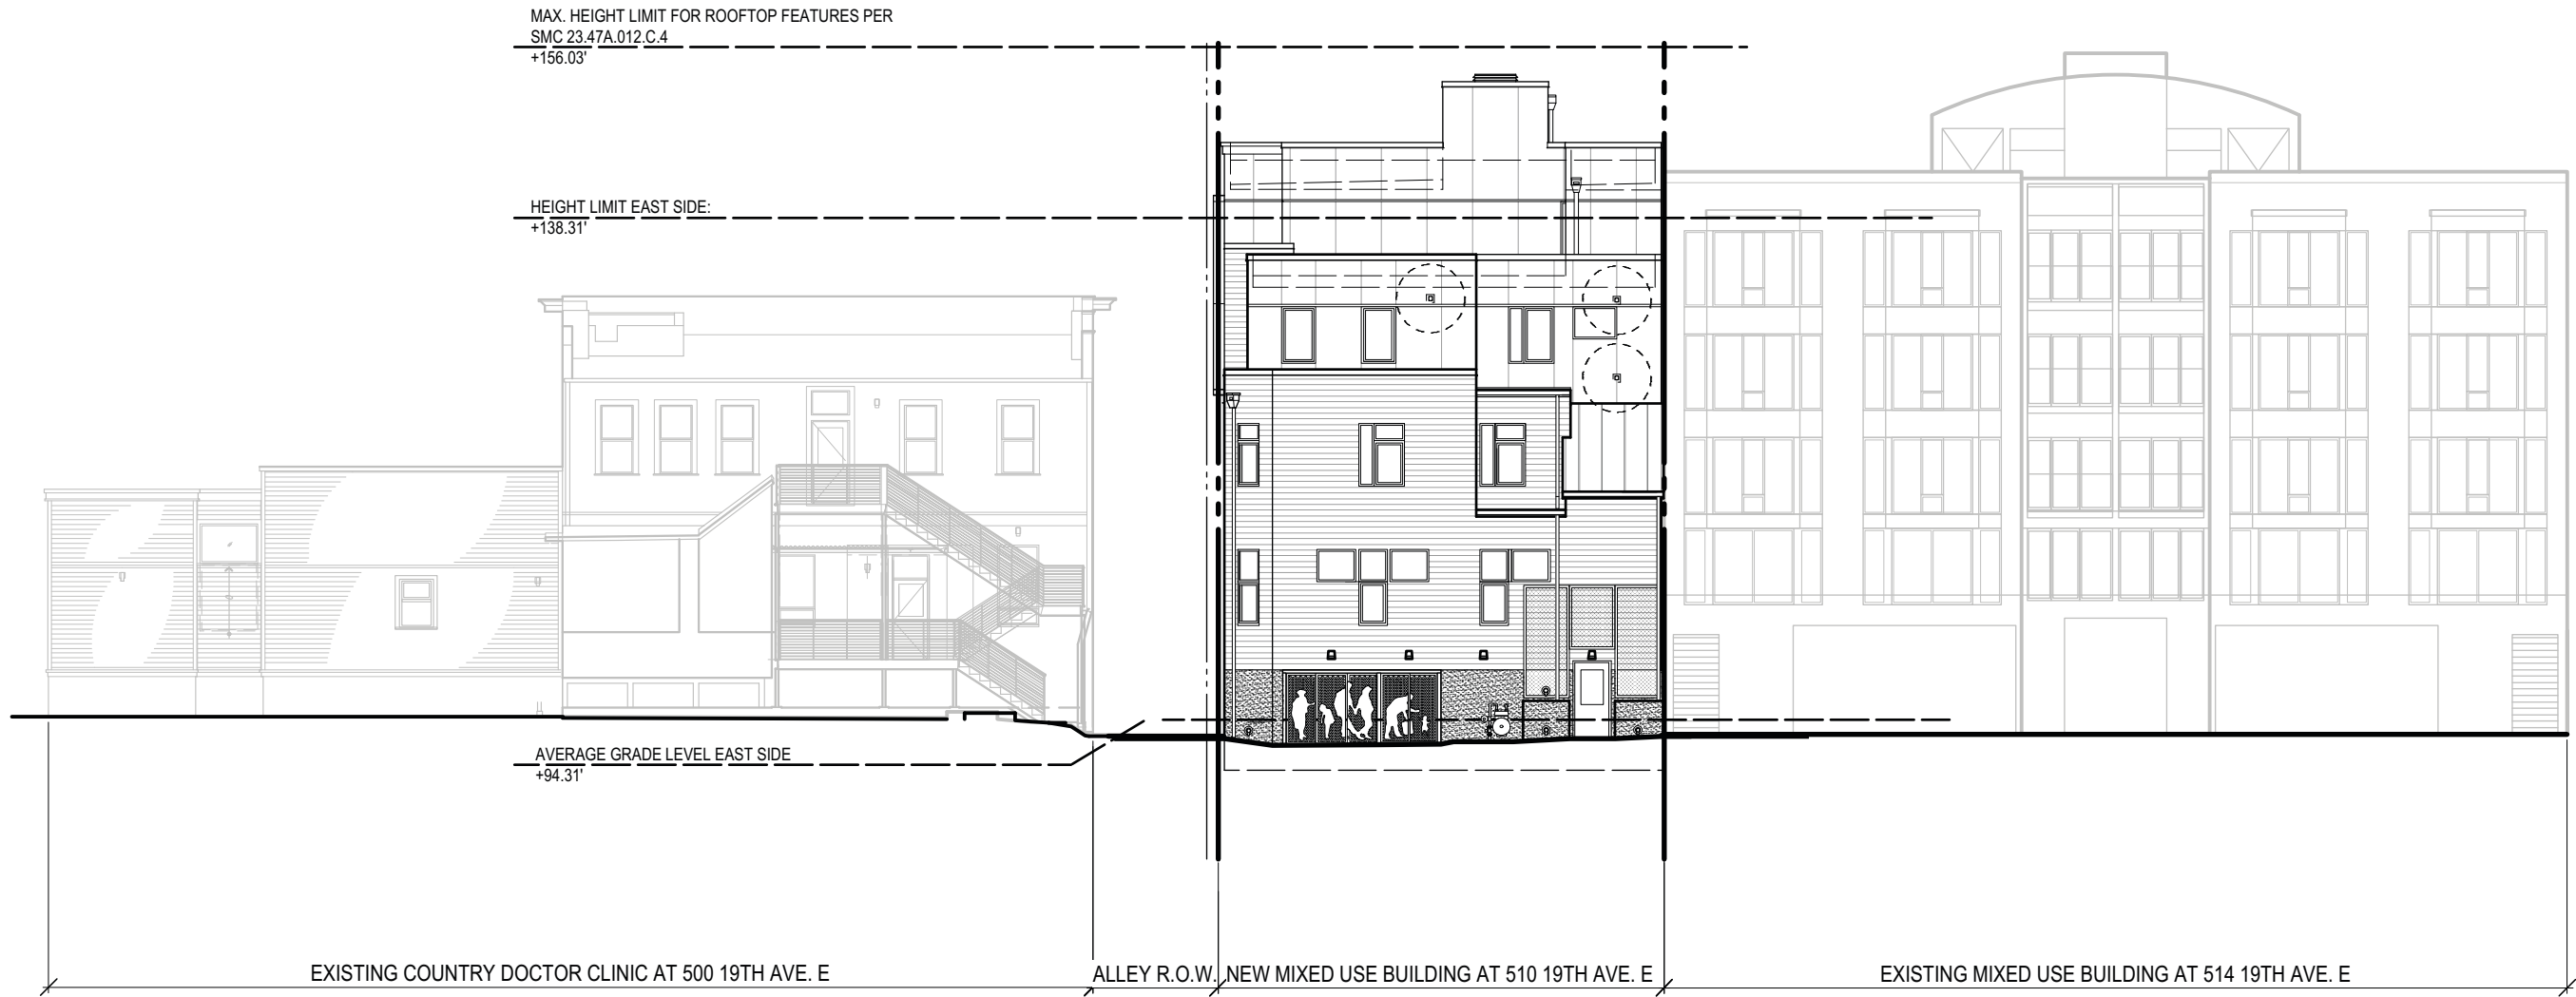 MAX. HEIGHT LIMIT FOR ROOFTOP FEATURES PER
SMC 23.47A.012.C.4
+156.03'
HEIGHT LIMIT EAST SIDE:
+138.31'
AVERAGE GRADE LEVEL EAST SIDE
+94.31'
EXISTING COUNTRY DOCTOR CLINIC AT 500 19TH AVE. E
ALLEY R.O.W.
NEW MIXED USE BUILDING AT 510 19TH AVE. E
EXISTING MIXED USE BUILDING AT 514 19TH AVE. E